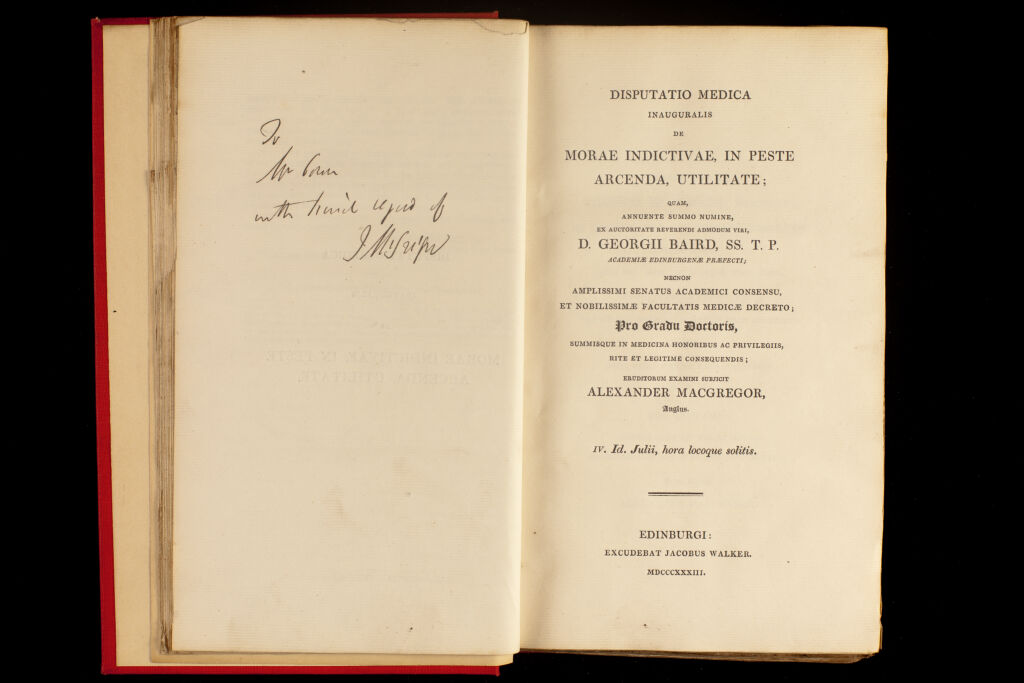 To
Mr
with kind regard of
J McGregor
DISPUTATIO MEDICA
INAUGURALIS
DE
MORAE INDICTIVAE, IN PESTE
ARCENDA, UTILITATE;
QUAM,
ANNUENTE SUMMO NUMINE,
EX AUCTORITATE REVERENDI ADMODUM VIRI,
D. GEORGII BAIRD, SS. T. P.
ACADEMIÆ EDINBURGENÆ PRÆFECTI;
NECNON
AMPLISSIMI SENATUS ACADEMICI CONSENSU,
ET NOBILISSIMÆ FACULTATIS MEDICÆ DECRETO;
Pro Gradu Doctoris,
SUMMISQUE IN MEDICINA HONORIBUS AC PRIVILEGIIS,
RITE ET LEGITIME CONSEQUENDIS;
ERUDITORUM EXAMINI SUBJICIT
ALEXANDER MACGREGOR,
Anglus.
IV. Id. Julii, hora locoque solitis.
EDINBURGI:
EXCUDEBAT JACOBUS WALKER.
MDCCCXXXIII.